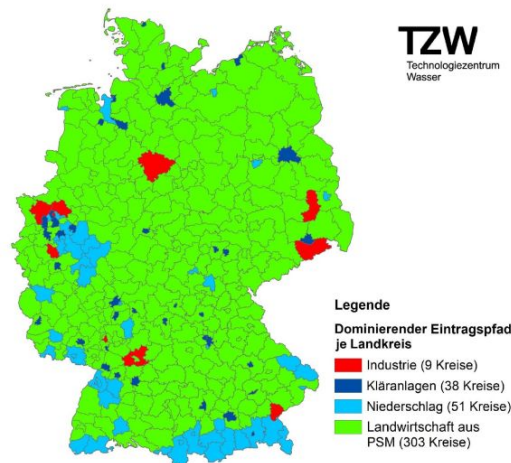 TZW
Technologiezentrum
Wasser
Legende
Dominierender Eintragspfad
je Landkreis
Industrie (9 Kreise)
Kläranlagen (38 Kreise)
Niederschlag (51 Kreise)
Landwirtschaft aus
PSM (303 Kreise)